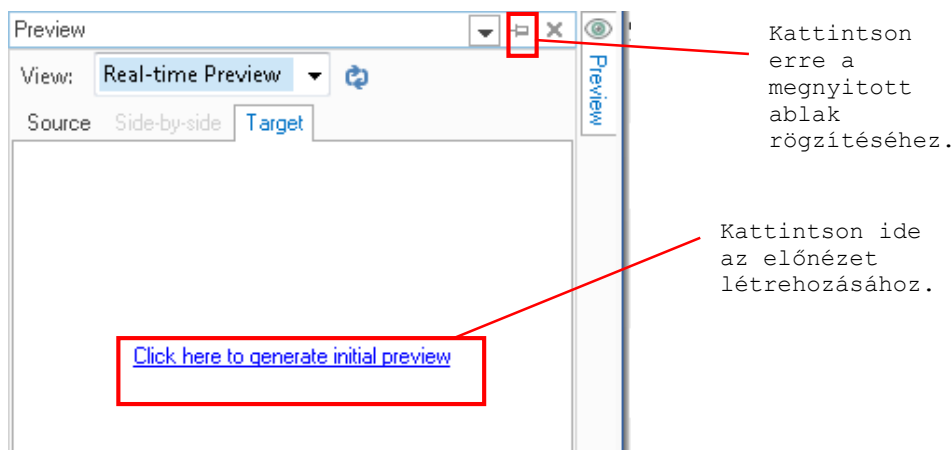 Preview
View: Real-time Preview
Source Side-by-side Target
Click here to generate initial preview
Preview
Kattintson
erre a
megnyitott
ablak
rögzítéséhez.
Kattintson ide
az előnézet
létrehozásához.